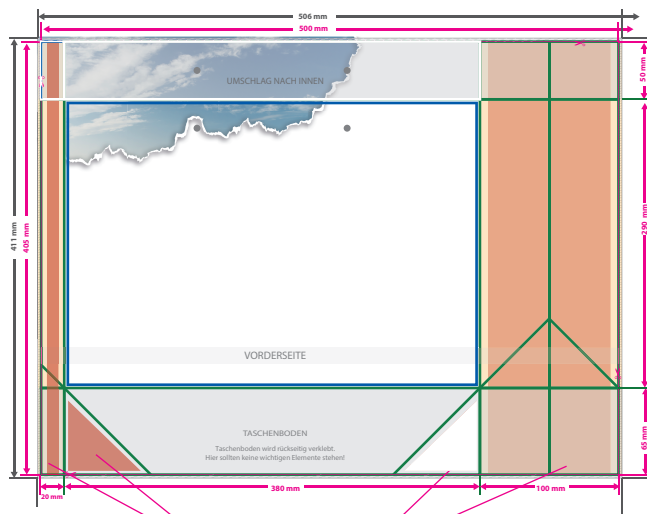 506 mm
500 mm
UMSCHLAG NACH INNEN
50 mm
411 mm
405 mm
290 mm
VORDERSEITE
TASCHENBODEN
Taschenboden wird rückseitig verklebt.
Hier sollten keine wichtigen Elemente stehen!
65 mm
20 mm
380 mm
100 mm